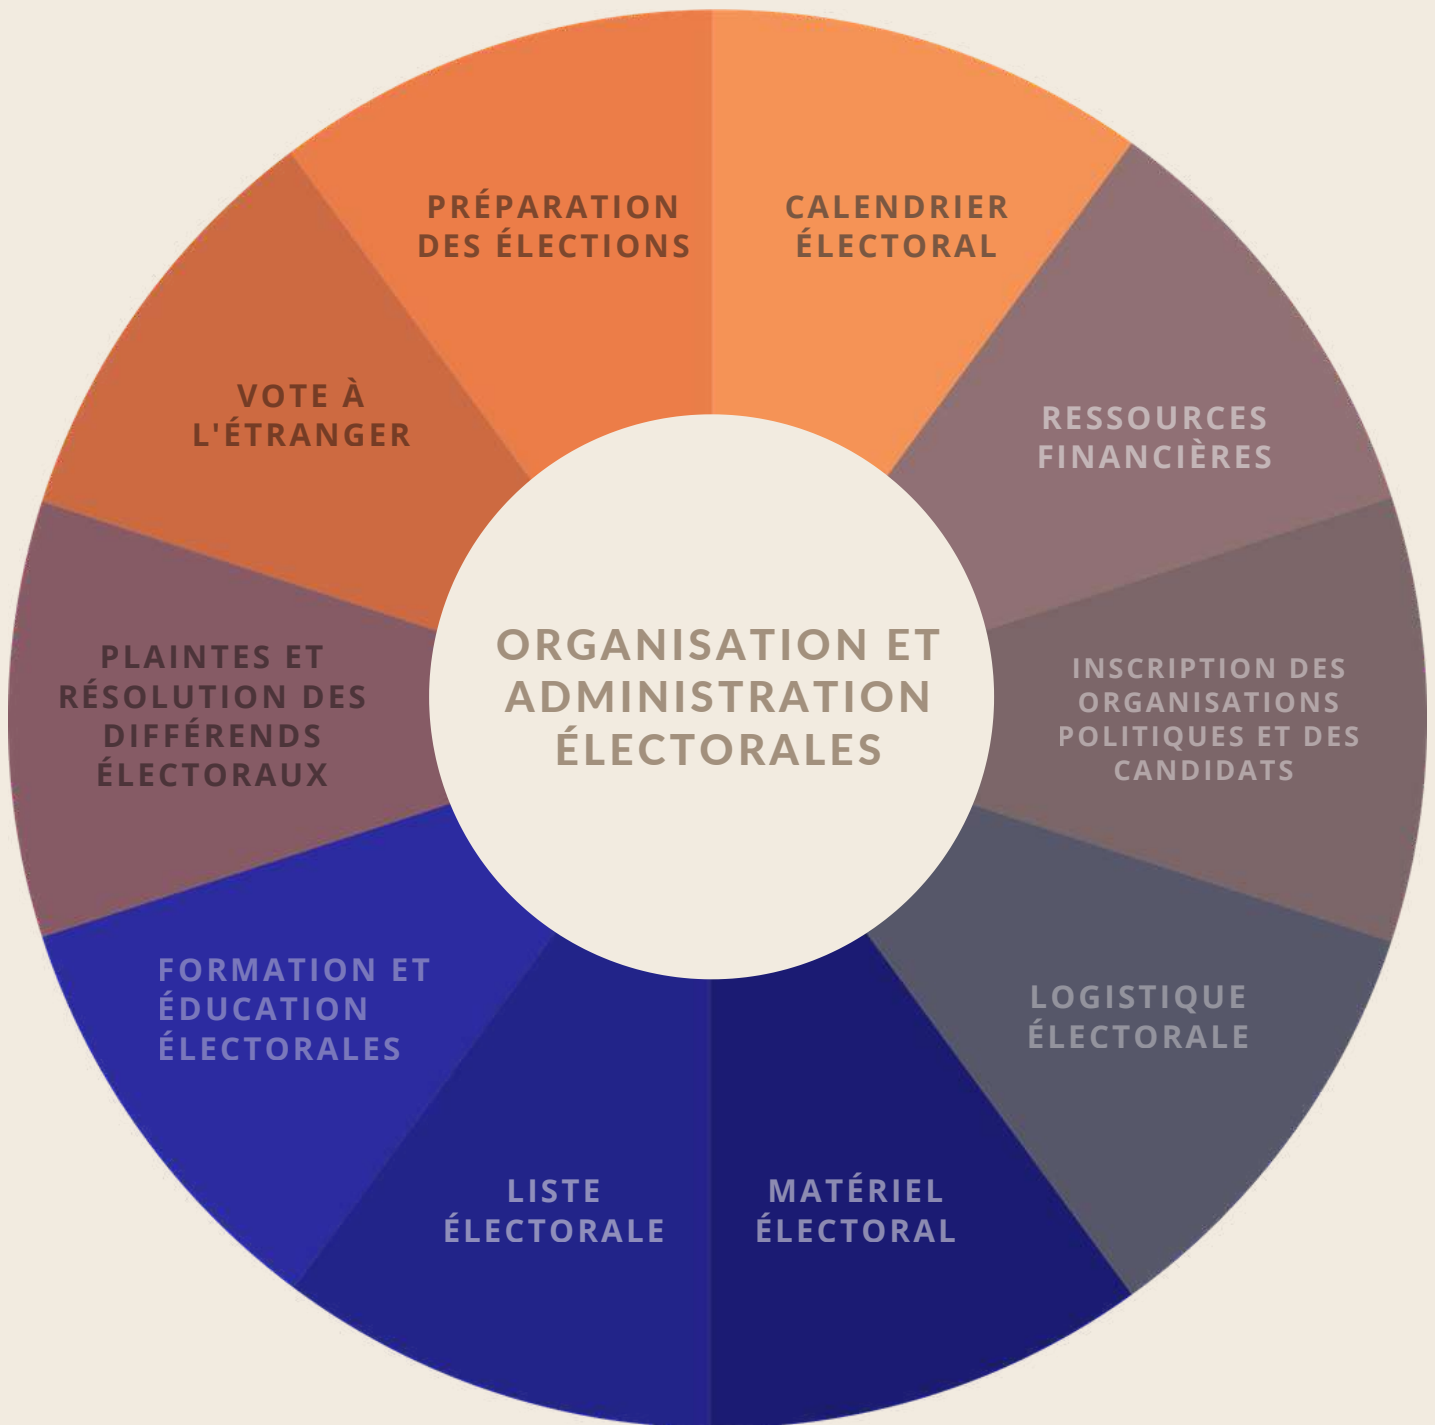 PRÉPARATION
DES ÉLECTIONS
CALENDRIER
ÉLECTORAL
RESSOURCES
FINANCIÈRES
INSCRIPTION DES
ORGANISATIONS
POLITIQUES ET DES
CANDIDATS
LOGISTIQUE
ÉLECTORALE
MATÉRIEL
ÉLECTORAL
LISTE
ÉLECTORALE
FORMATION ET
ÉDUCATION
ÉLECTORALES
PLAINTES ET
RÉSOLUTION DES
DIFFÉRENDS
ÉLECTORAUX
VOTE À
L'ÉTRANGER
ORGANISATION ET
ADMINISTRATION
ÉLECTORALES